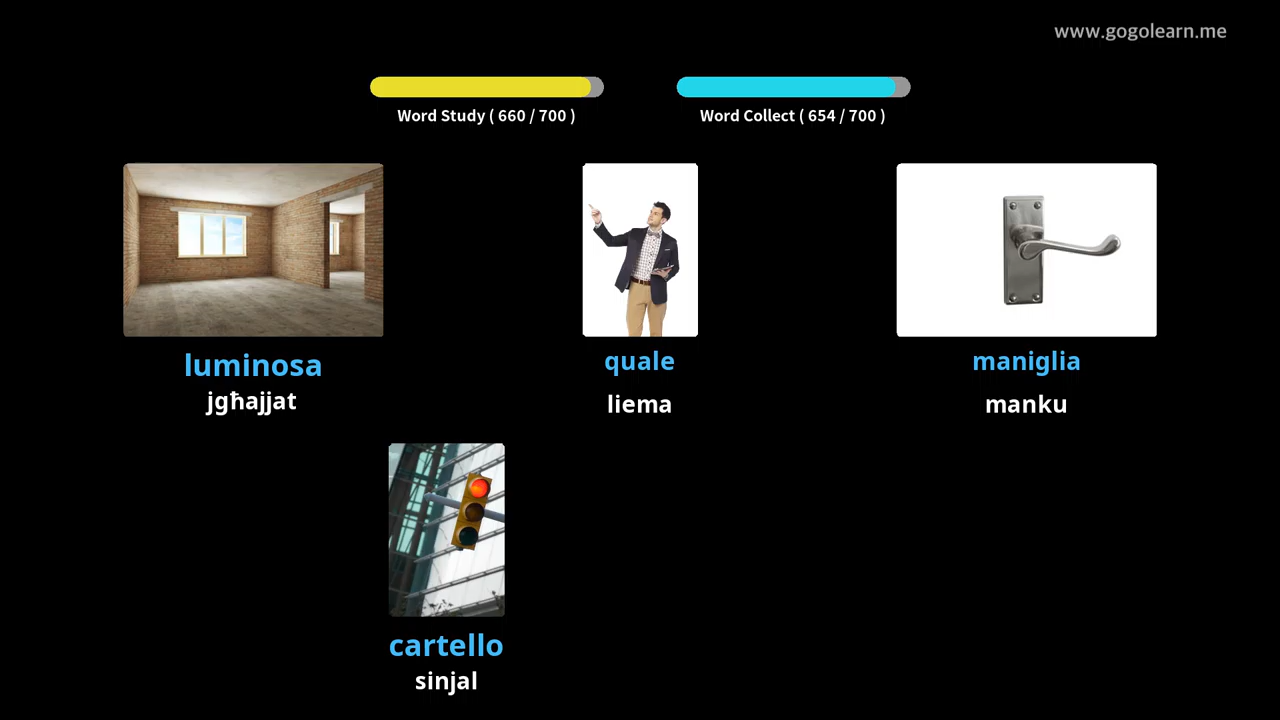 www.gogolearn.me
Word Study ( 660 / 700 )
Word Collect ( 654 / 700 )
luminosa
jgħajjat
quale
liema
maniglia
manku
cartello
sinjal